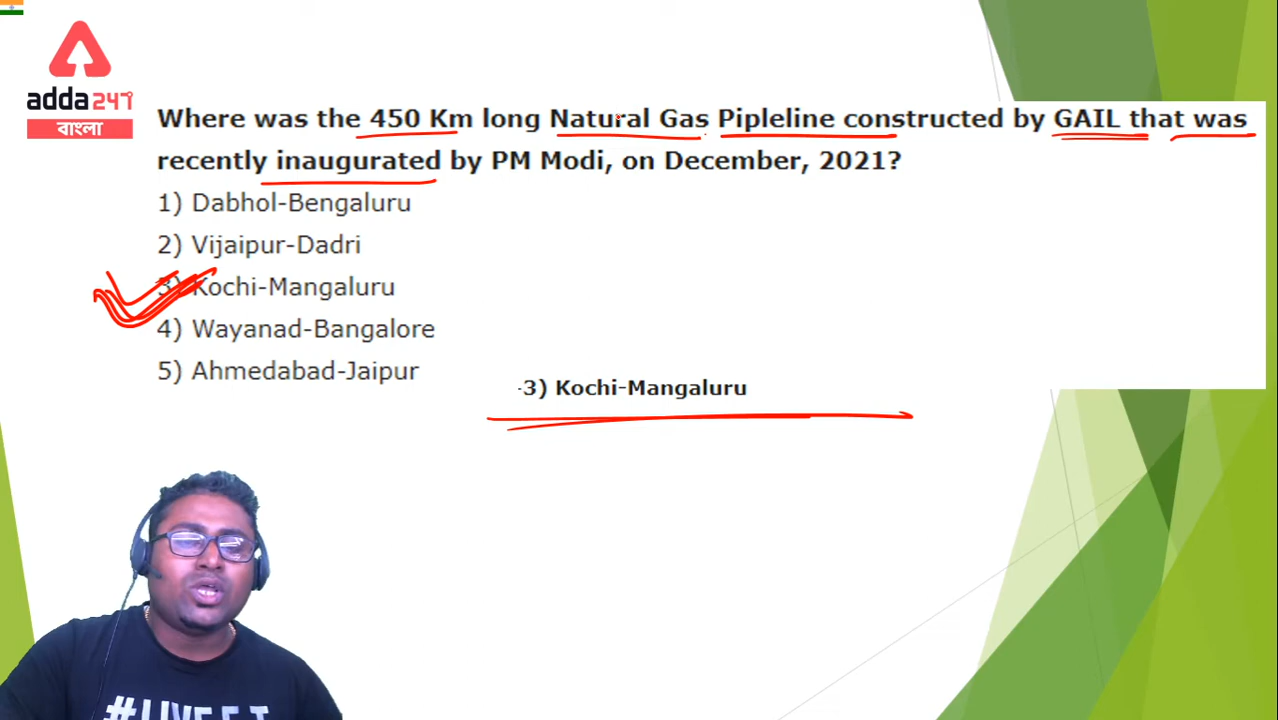 adda247
বাংলা
Where was the 450 Km long Natural Gas Pipleline constructed by GAIL that was
recently inaugurated by PM Modi, on December, 2021?
1) Dabhol-Bengaluru
2) Vijaipur-Dadri
3) Kochi-Mangaluru
4) Wayanad-Bangalore
5) Ahmedabad-Jaipur
3) Kochi-Mangaluru